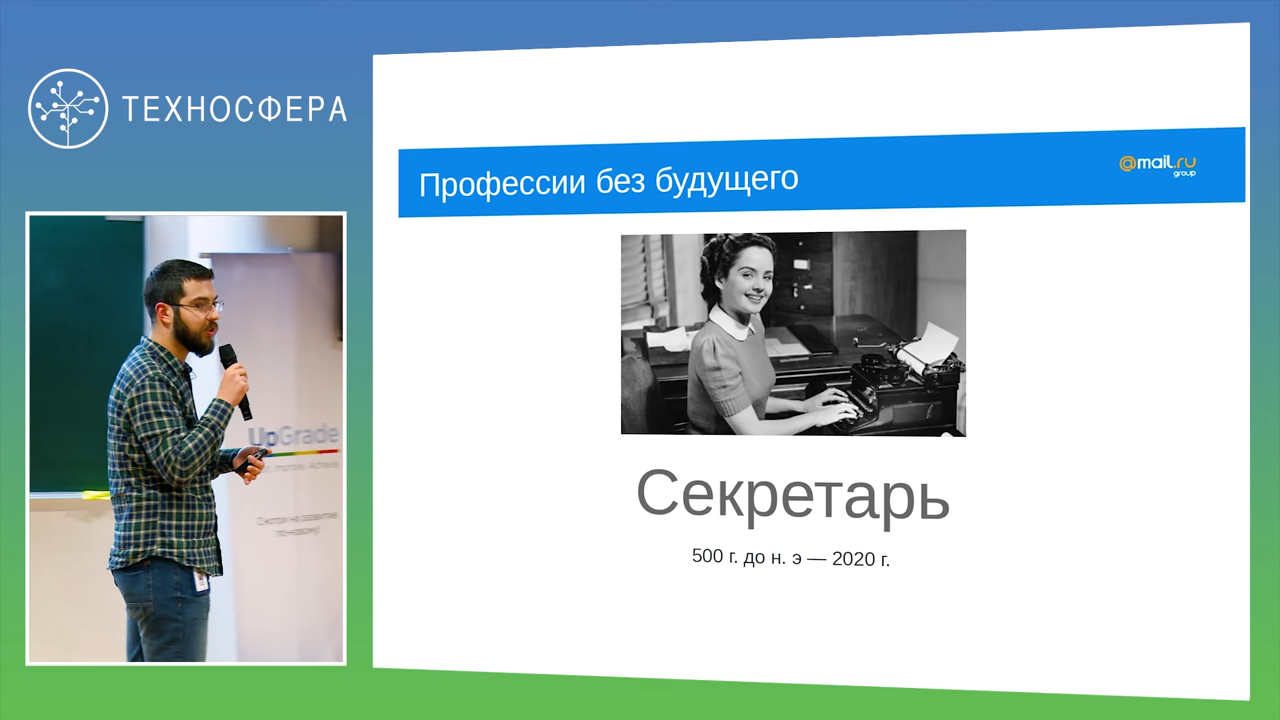 ТЕХНОСФЕРА
Профессии без будущего
@mail.ru
group
Секретарь
500 г. до н. э — 2020 г.
UpGrade